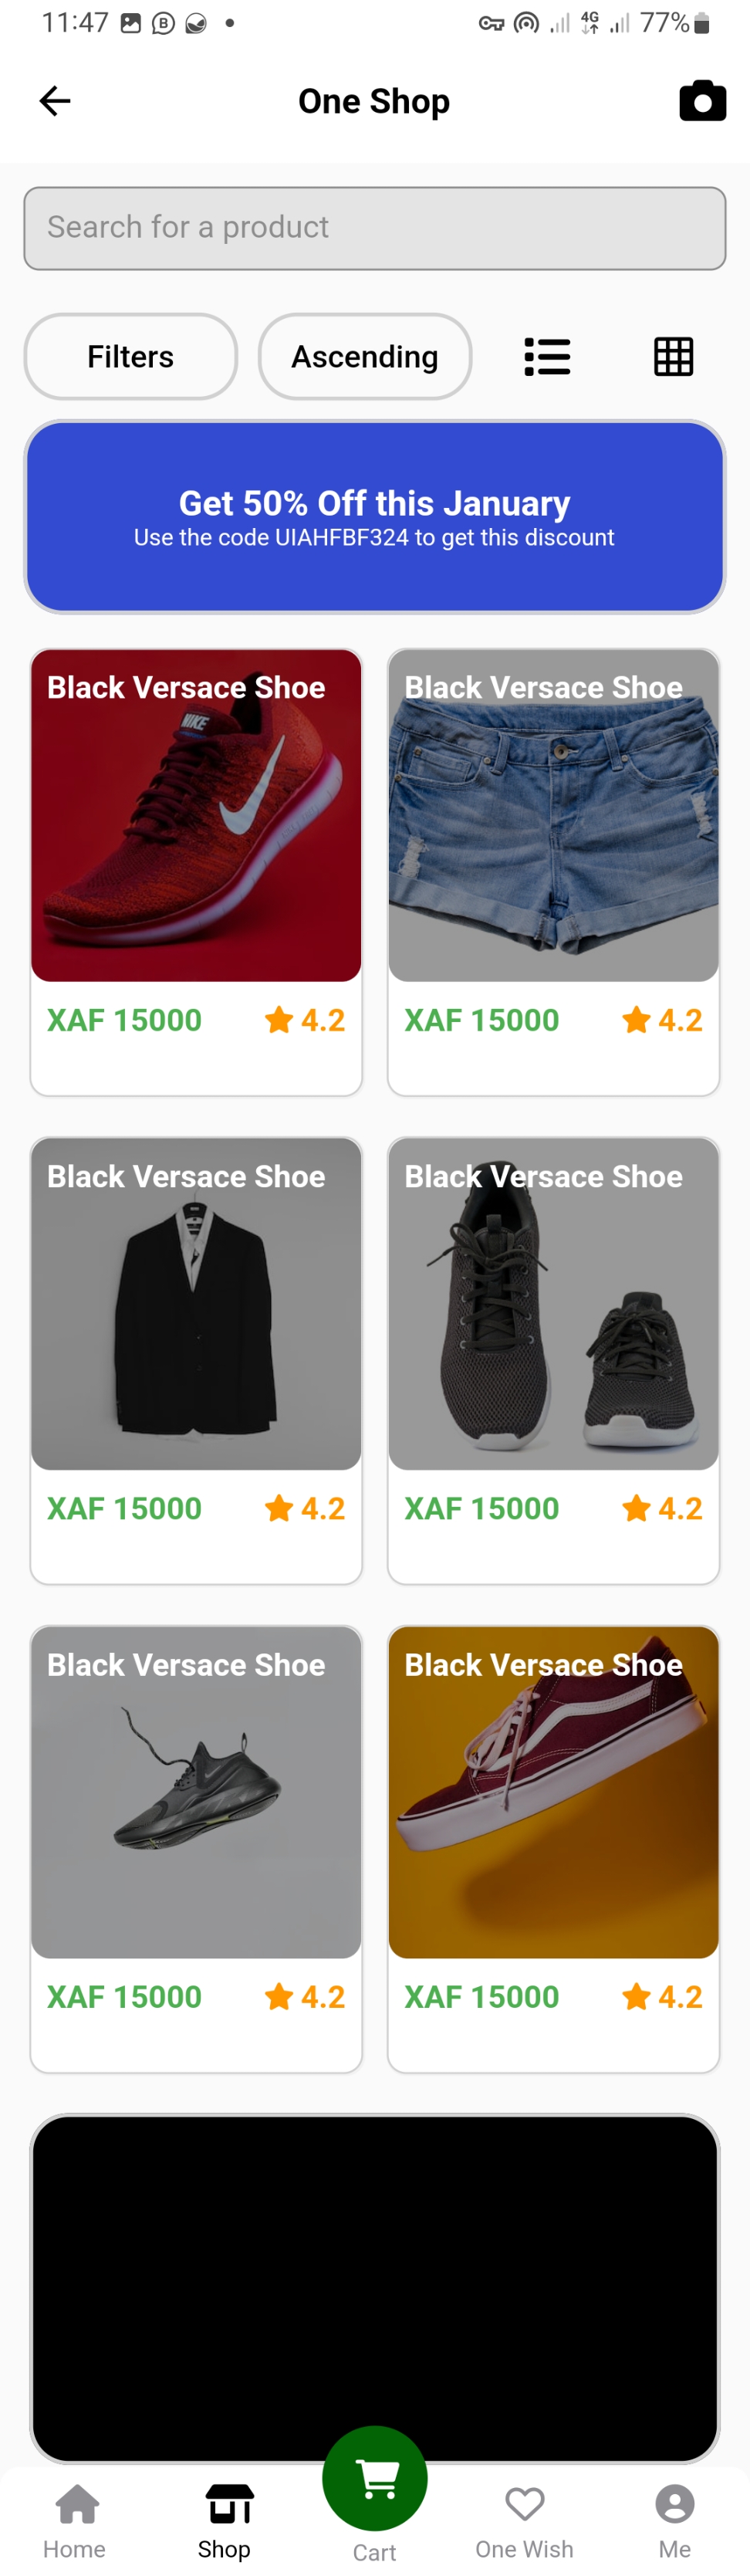 11:47
4G
77%
One Shop
Search for a product
Filters
Ascending
Get 50% Off this January
Use the code UIAHFBF324 to get this discount
Black Versace Shoe
NIKE
XAF 15000
4.2
Black Versace Shoe
XAF 15000
4.2
Black Versace Shoe
XAF 15000
4.2
Black Versace Shoe
XAF 15000
4.2
Black Versace Shoe
XAF 15000
4.2
Black Versace Shoe
XAF 15000
4.2
Home
Shop
Cart
One Wish
Me